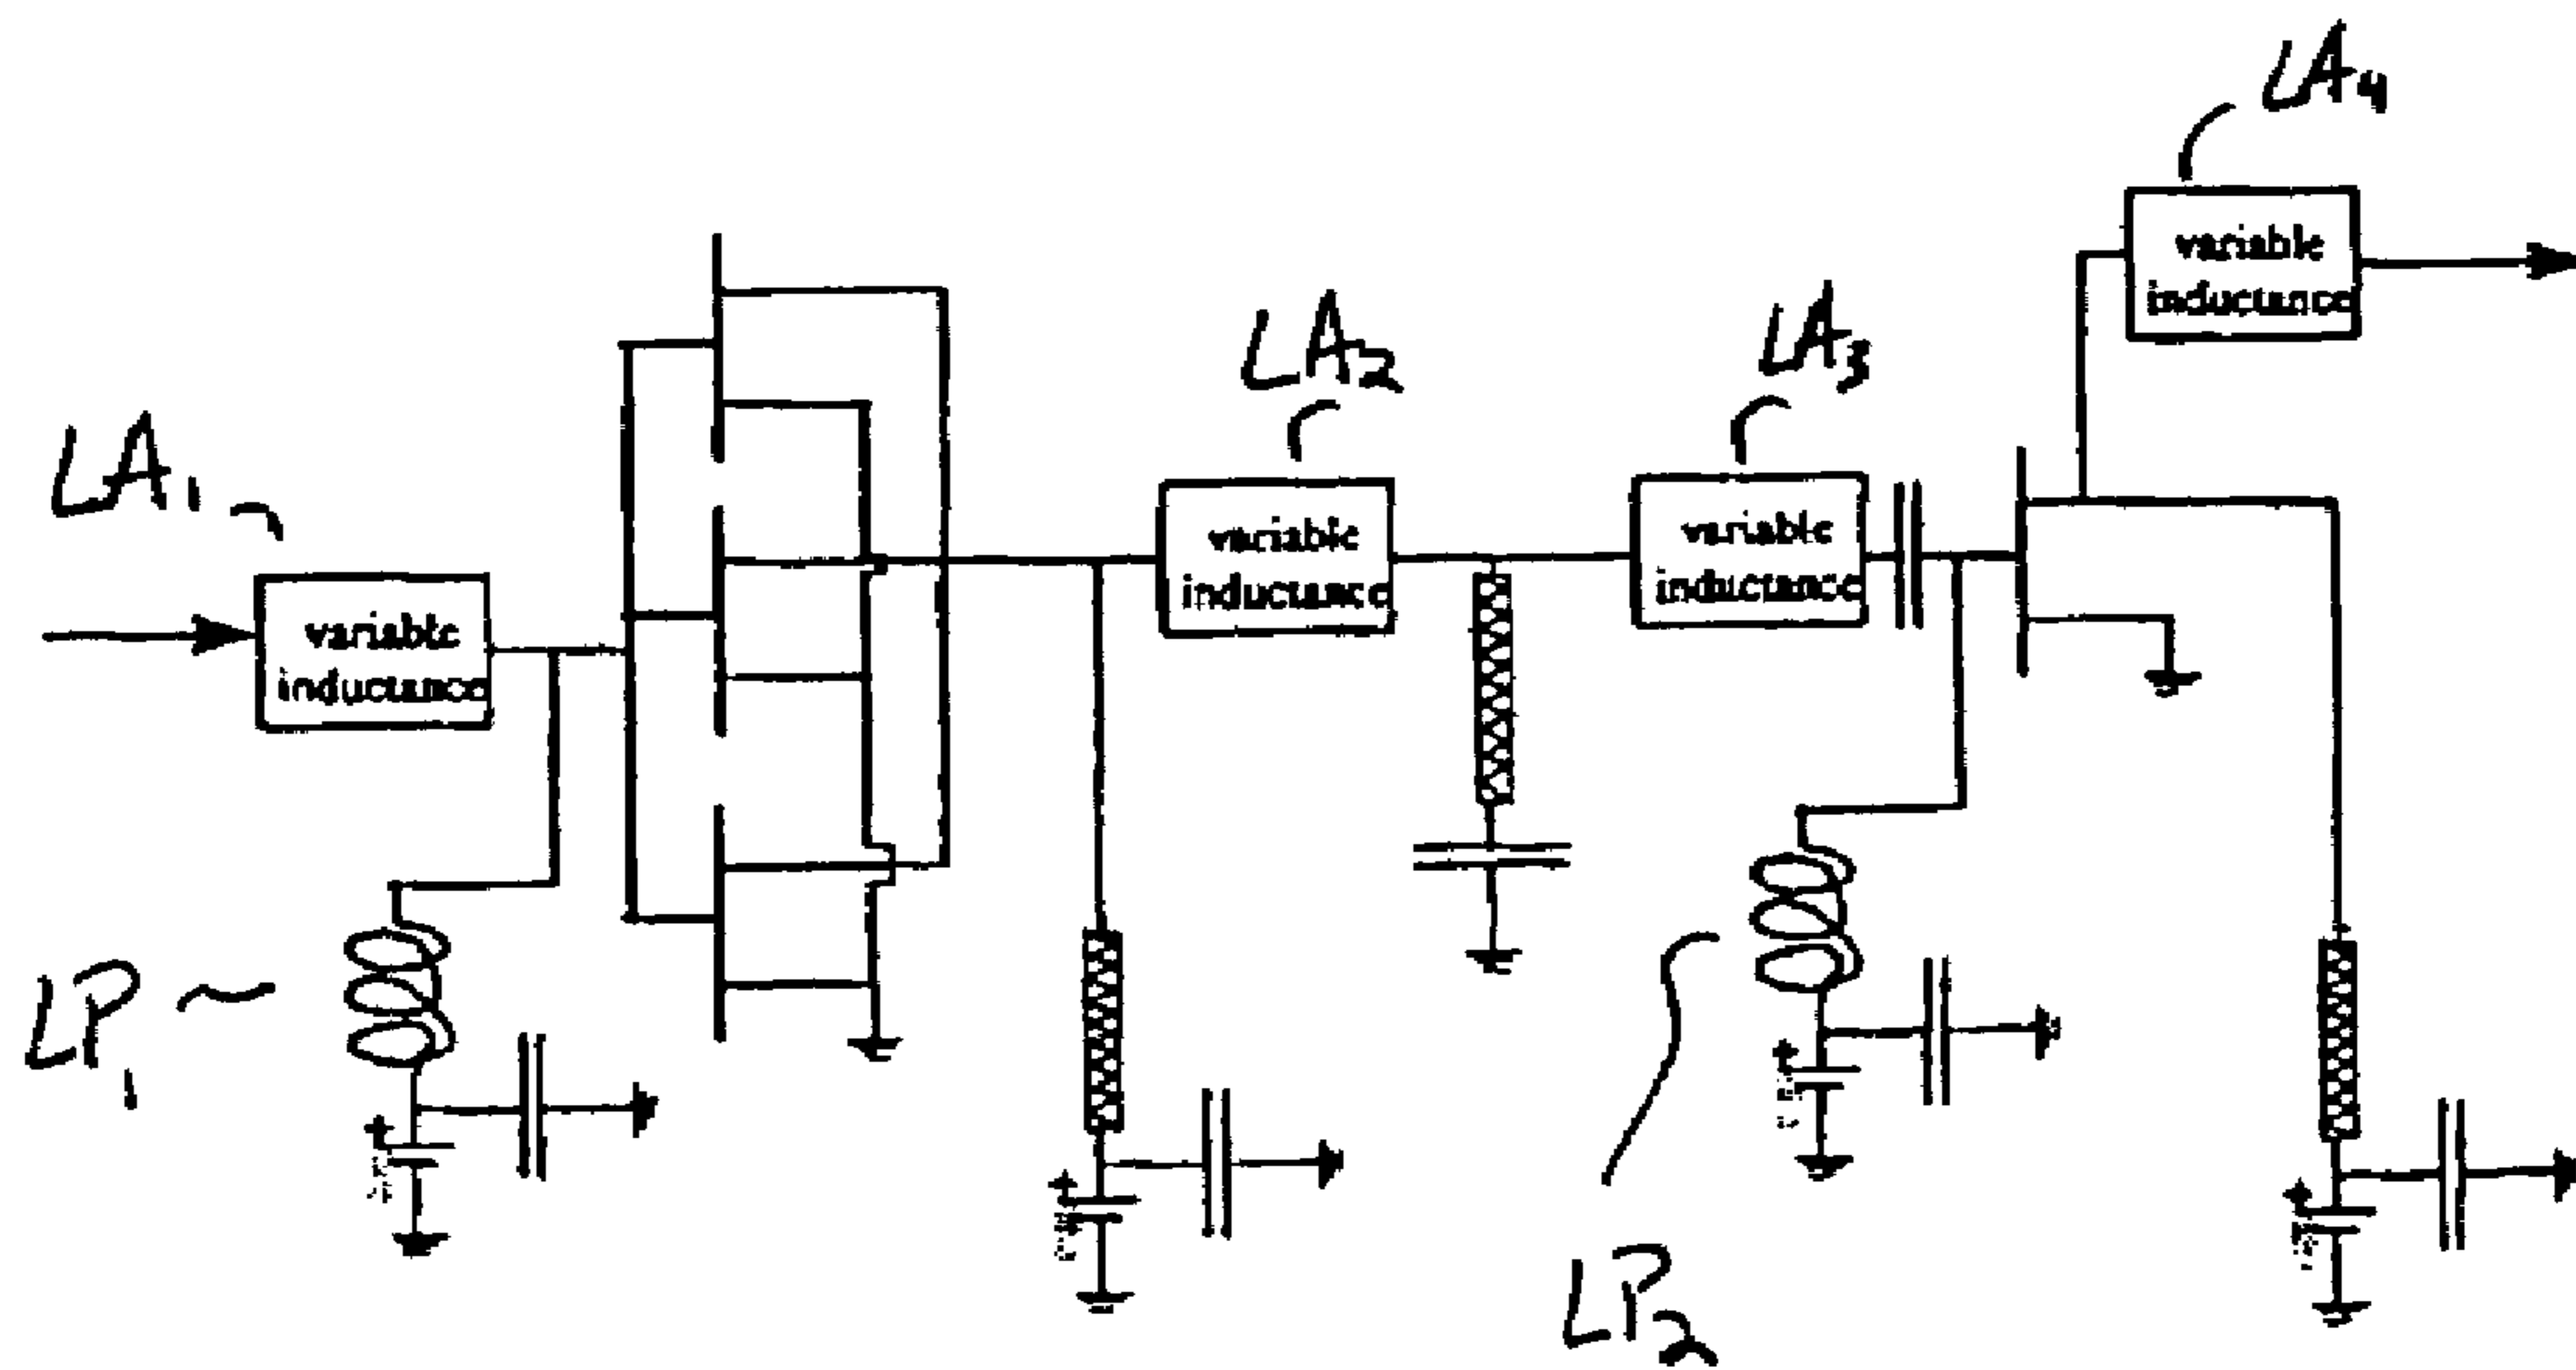 LA₄
variable
inductance
LA₂
LA₃
LA₁
variable
inductance
variable
inductance
variable
inductance
LP₁
+
+
+
+
LP₂